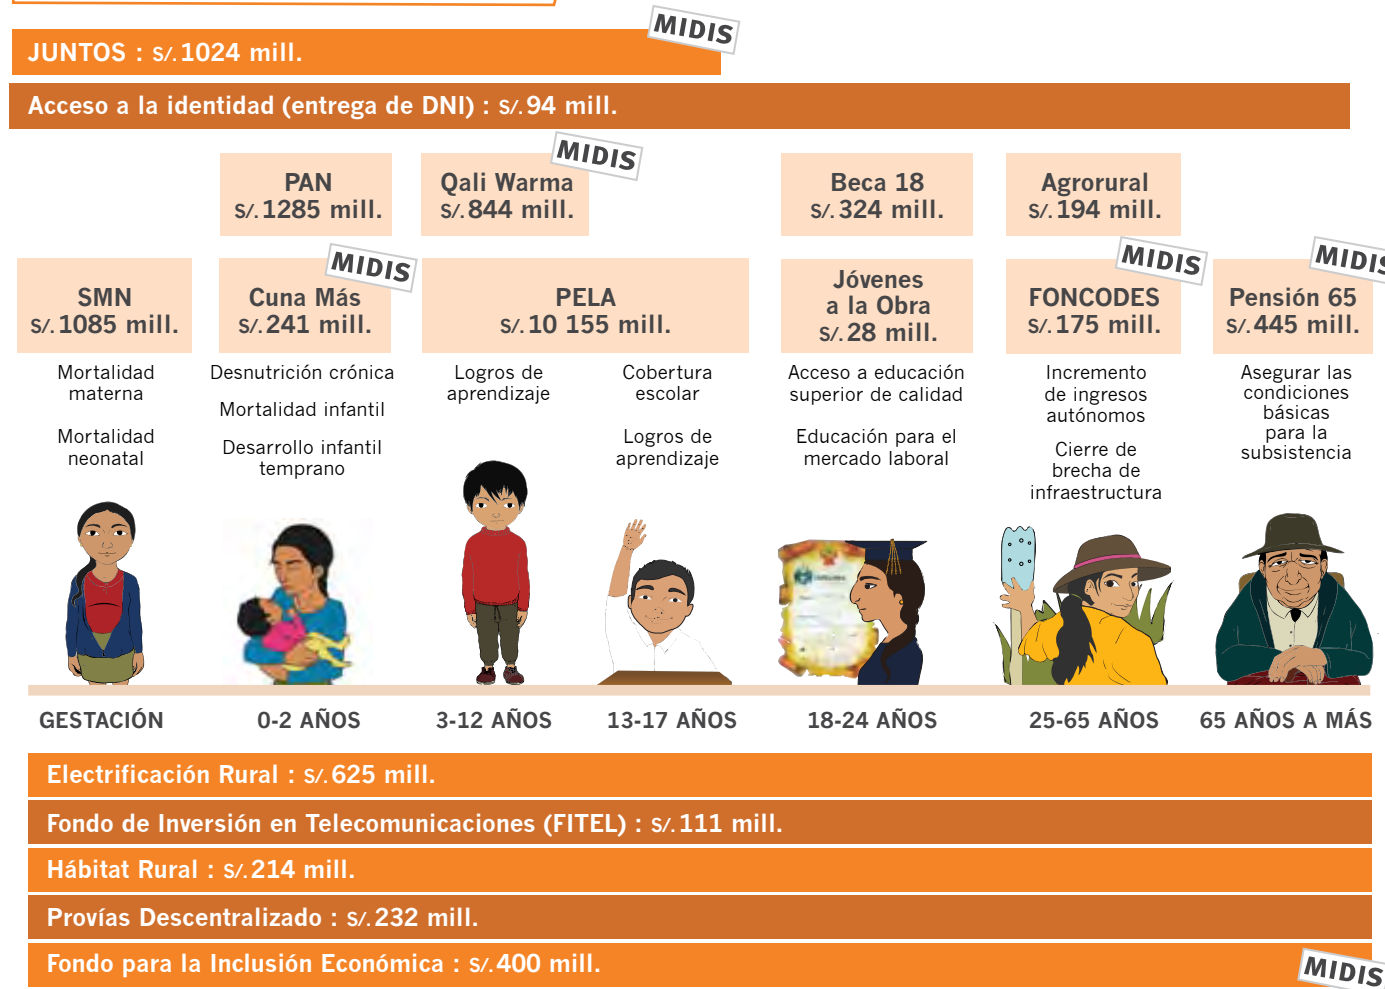 MIDIS
JUNTOS : S/. 1024 mill.
Acceso a la identidad (entrega de DNI) : S/. 94 mill.
PAN
S/. 1285 mill.
MIDIS
Qali Warma
S/. 844 mill.
Beca 18
S/. 324 mill.
Agrorural
S/. 194 mill.
SMN
S/. 1085 mill.
MIDIS
Cuna Más
S/. 241 mill.
PELA
S/. 10 155 mill.
Jóvenes
a la Obra
S/. 28 mill.
MIDIS
FONCODES
S/. 175 mill.
MIDIS
Pensión 65
S/. 445 mill.
Mortalidad
materna
Mortalidad
neonatal
Desnutrición crónica
Mortalidad infantil
Desarrollo infantil
temprano
Logros de
aprendizaje
Cobertura
escolar
Logros de
aprendizaje
Acceso a educación
superior de calidad
Educación para el
mercado laboral
Incremento
de ingresos
autónomos
Cierre de
brecha de
infraestructura
Asegurar las
condiciones
básicas
para la
subsistencia
GESTACIÓN
0-2 AÑOS
3-12 AÑOS
13-17 AÑOS
18-24 AÑOS
25-65 AÑOS
65 AÑOS A MÁS
Electrificación Rural : S/. 625 mill.
Fondo de Inversión en Telecomunicaciones (FITEL) : S/. 111 mill.
Hábitat Rural : S/. 214 mill.
Provías Descentralizado : S/. 232 mill.
Fondo para la Inclusión Económica : S/. 400 mill.
MIDIS